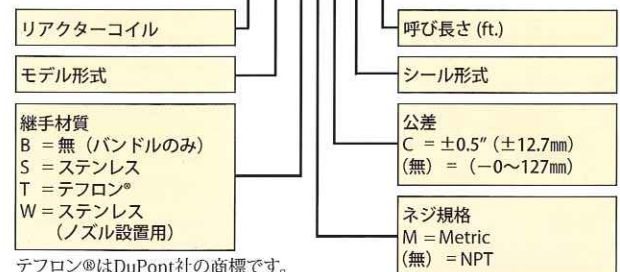 リアクターコイル
モデル形式
継手材質
B = 無（バンドルのみ）
S = ステンレス
T = テフロン®
W = ステンレス
（ノズル設置用）
テフロン®はDuPont社の商標です。
呼び長さ (ft.)
シール形式
公差
C = ±0.5″ (±12.7㎜)
(無) = (−0〜127㎜)
ネジ規格
M = Metric
(無) = NPT